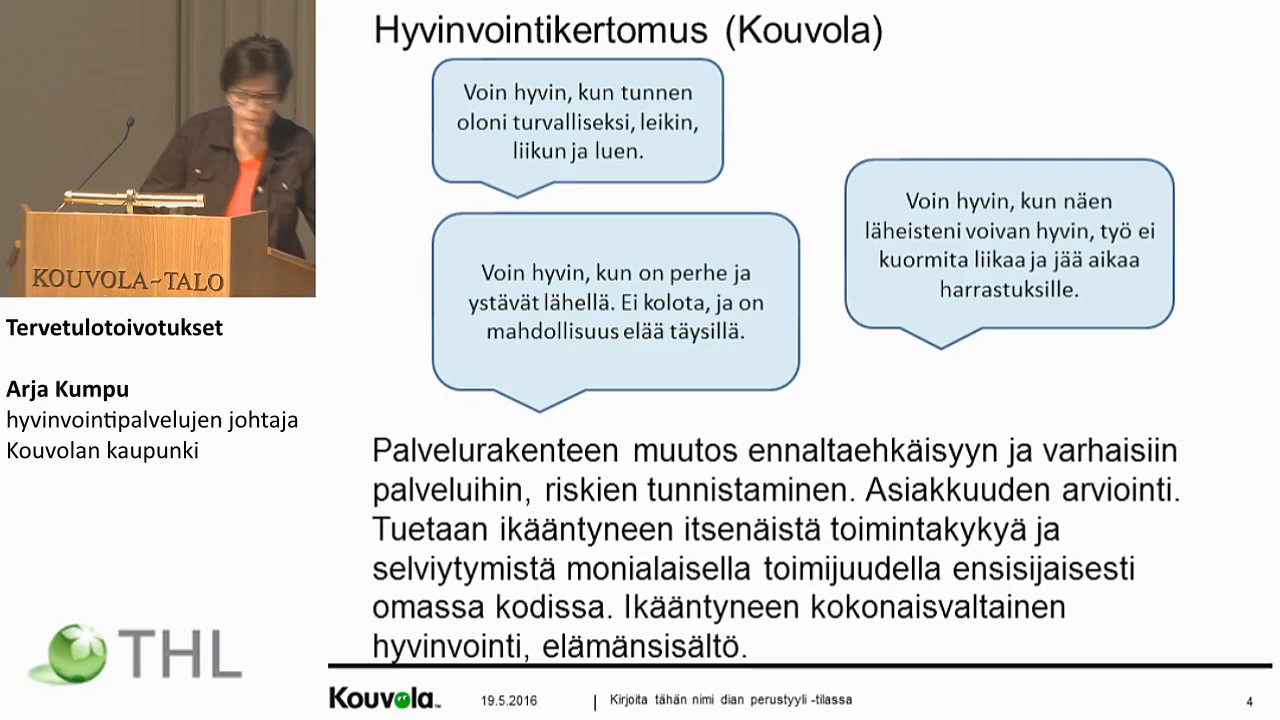 Hyvinvointikertomus (Kouvola)
Voin hyvin, kun tunnen
oloni turvalliseksi, leikin,
liikun ja luen.
Voin hyvin, kun näen
läheisteni voivan hyvin, työ ei
kuormita liikaa ja jää aikaa
harrastuksille.
Voin hyvin, kun on perhe ja
ystävät lähellä. Ei kolota, ja on
mahdollisuus elää täysillä.
Palvelurakenteen muutos ennaltaehkäisyyn ja varhaisiin
palveluihin, riskien tunnistaminen. Asiakkuuden arviointi.
Tuetaan ikääntyneen itsenäistä toimintakykyä ja
selviytymistä monialaisella toimijuudella ensisijaisesti
omassa kodissa. Ikääntyneen kokonaisvaltainen
hyvinvointi, elämänsisältö.
KOUVOLA-TALO
Tervetulotoivotukset
Arja Kumpu
hyvinvointipalvelujen johtaja
Kouvolan kaupunki
THL
Kouvola™
19.5.2016
Kirjoita tähän nimi dian perustyyli -tilassa
4